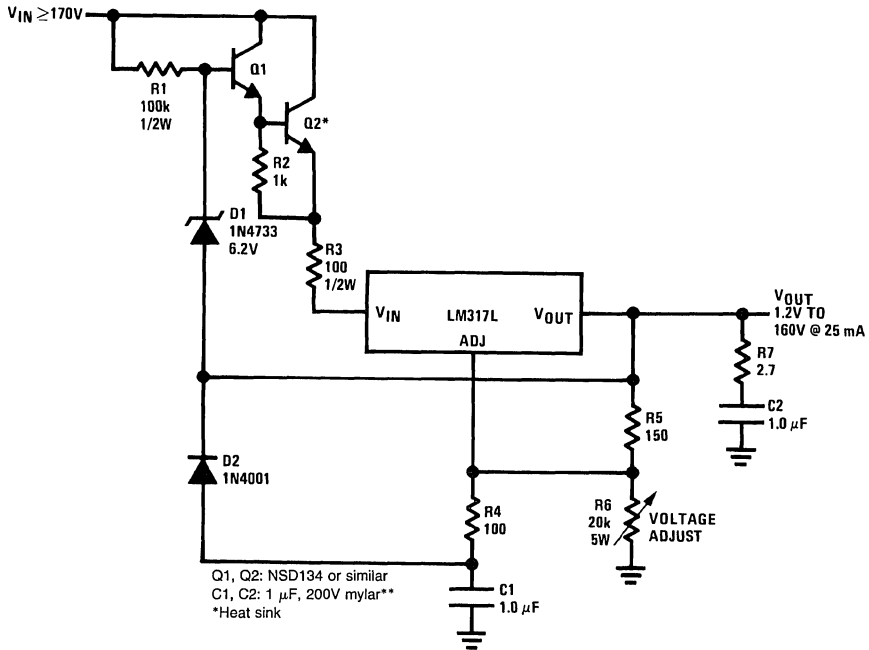 VIN ≥170V
R1
100k
1/2W
Q1
Q2*
R2
1k
D1
1N4733
6.2V
R3
100
1/2W
VIN
LM317L
VOUT
ADJ
VOUT
1.2V TO
160V @ 25 mA
R7
2.7
C2
1.0 μF
R5
150
D2
1N4001
R4
100
R6
20k
5W
VOLTAGE
ADJUST
Q1, Q2: NSD134 or similar
C1, C2: 1 μF, 200V mylar**
*Heat sink
C1
1.0 μF